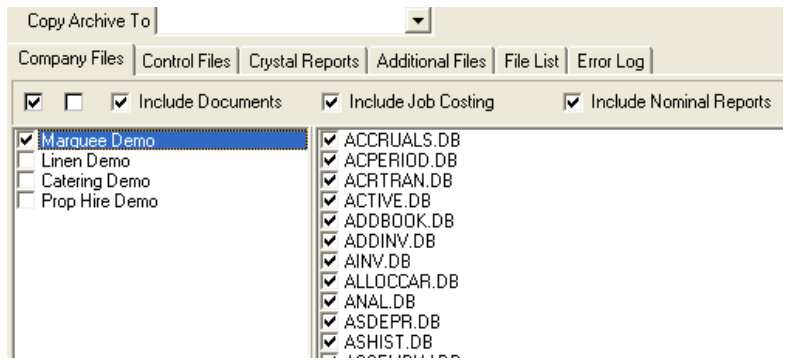 Copy Archive To
Company Files Control Files Crystal Reports Additional Files File List Error Log
Include Documents Include Job Costing Include Nominal Reports
Marquee Demo
Linen Demo
Catering Demo
Prop Hire Demo
ACCRUALS.DB
ACPERIOD.DB
ACRTRAN.DB
ACTIVE.DB
ADDBOOK.DB
ADDINV.DB
AINV.DB
ALLOCCAR.DB
ANAL.DB
ASDEPR.DB
ASHIST.DB